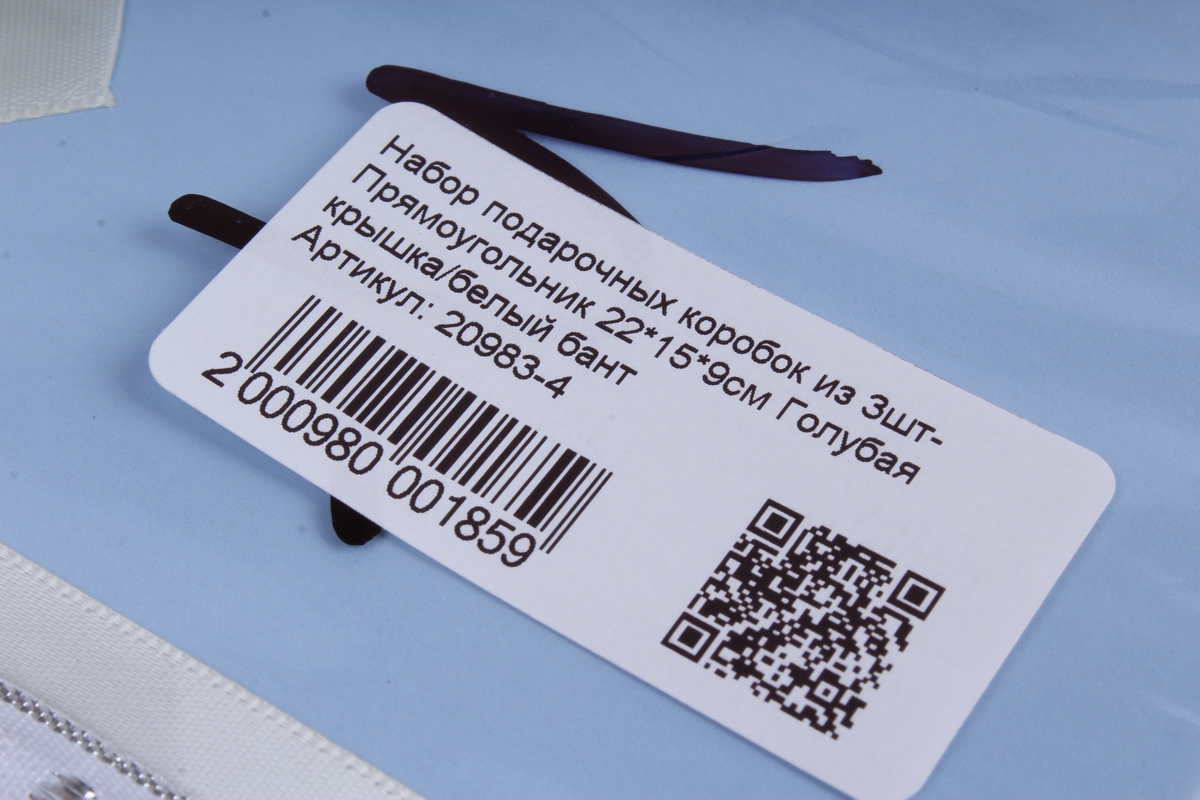 Набор подарочных коробок из 3шт-
Прямоугольник 22*15*9см Голубая
крышка/белый бант
Артикул: 20983-4
2 000980 001859